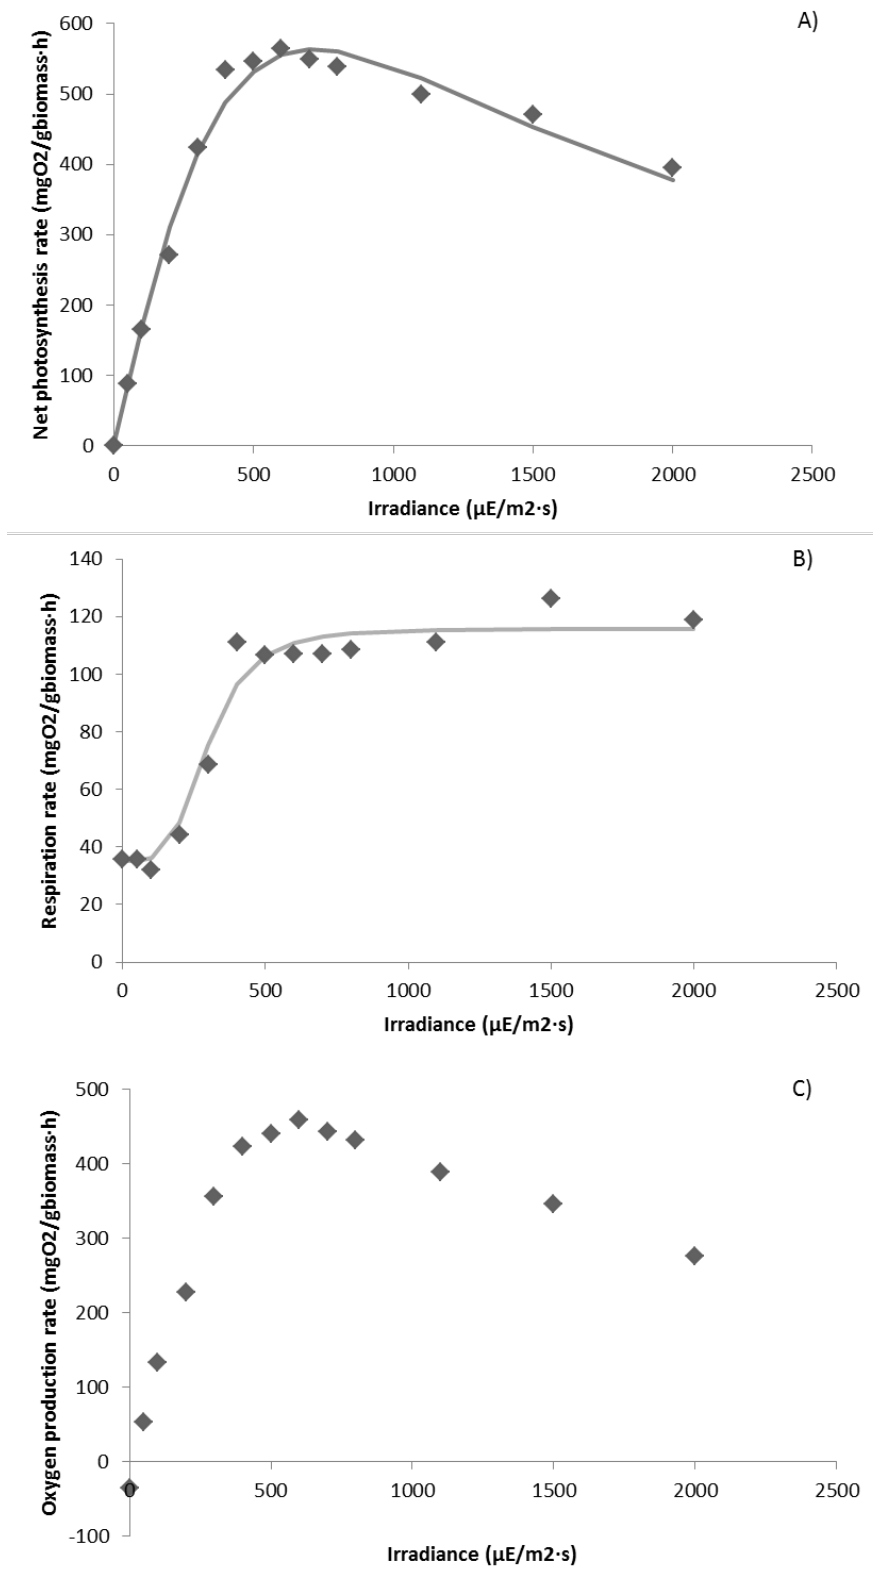 A)
Net photosynthesis rate (mgO2/gbiomass·h)
600
500
400
300
200
100
0
0 500 1000 1500 2000 2500
Irradiance (µE/m2·s)
B)
Respiration rate (mgO2/gbiomass·h)
140
120
100
80
60
40
20
0
0 500 1000 1500 2000 2500
Irradiance (µE/m2·s)
C)
Oxygen production rate (mgO2/gbiomass·h)
500
400
300
200
100
0
-100
0 500 1000 1500 2000 2500
Irradiance (µE/m2·s)